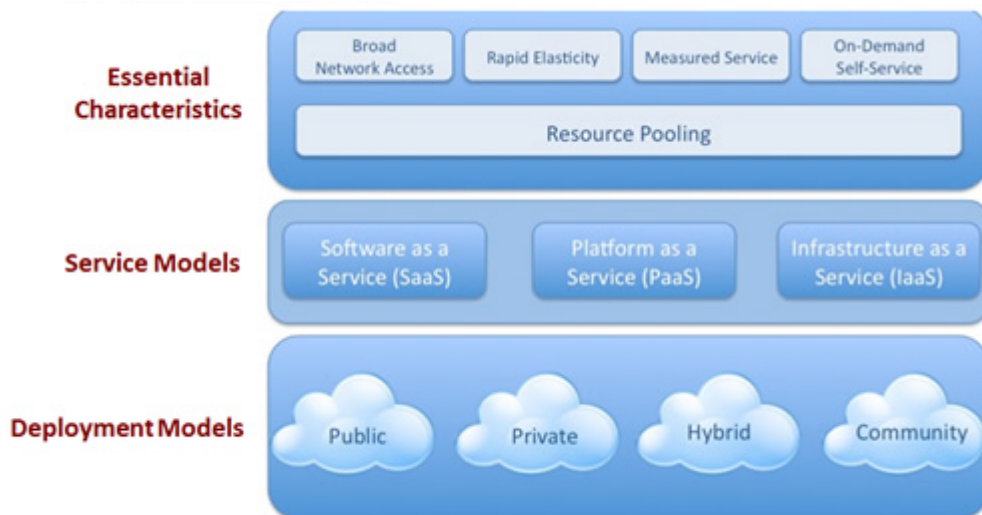 Essential
Characteristics
Broad
Network Access
Rapid Elasticity
Measured Service
On-Demand
Self-Service
Resource Pooling
Service Models
Software as a
Service (SaaS)
Platform as a
Service (PaaS)
Infrastructure as a
Service (IaaS)
Deployment Models
Public
Private
Hybrid
Community